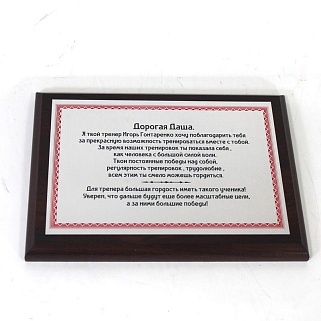 Дорогая Даша.
Я твой тренер Игорь Гонтаренко хочу поблагодарить тебя
за прекрасную возможность тренироваться вместе с тобой.
За время наших тренировок ты показала себя ,
как человека с большой силой воли.
Твои постоянные победы над собой,
регулярность тренировок , трудолюбие ,
всем этим ты смело можешь гордиться.
Для тренера большая гордость иметь такого ученика!
Уверен, что дальше будут еще более масштабные цели,
а за ними большие победы!